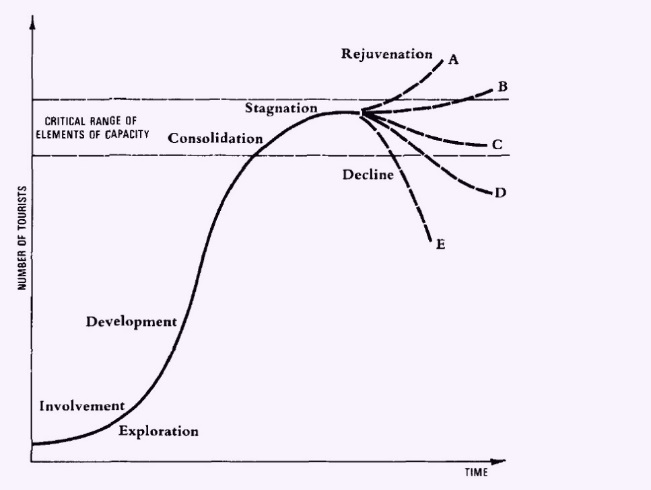 Rejuvenation
A
B
Stagnation
CRITICAL RANGE OF
ELEMENTS OF CAPACITY
Consolidation
C
Decline
D
E
NUMBER OF TOURISTS
Development
Involvement
Exploration
TIME